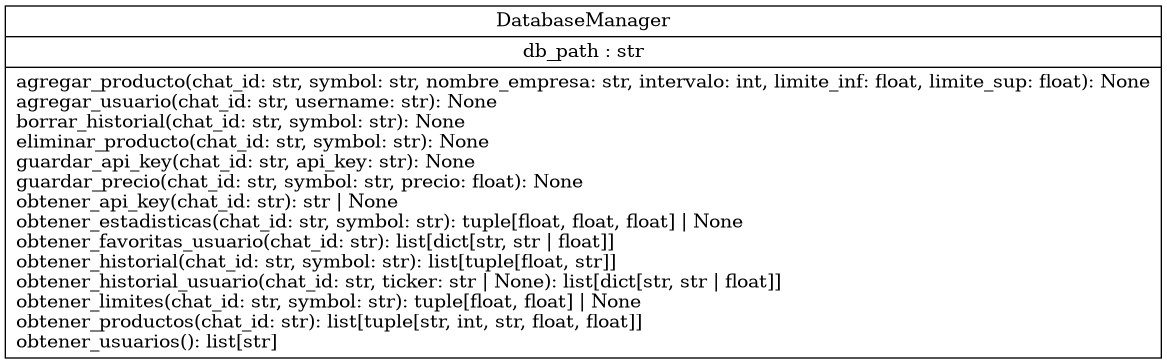 DatabaseManager
db_path : str
agregar_producto(chat_id: str, symbol: str, nombre_empresa: str, intervalo: int, limite_inf: float, limite_sup: float): None
agregar_usuario(chat_id: str, username: str): None
borrar_historial(chat_id: str, symbol: str): None
eliminar_producto(chat_id: str, symbol: str): None
guardar_api_key(chat_id: str, api_key: str): None
guardar_precio(chat_id: str, symbol: str, precio: float): None
obtener_api_key(chat_id: str): str | None
obtener_estadisticas(chat_id: str, symbol: str): tuple[float, float, float] | None
obtener_favoritas_usuario(chat_id: str): list[dict[str, str | float]]
obtener_historial(chat_id: str, symbol: str): list[tuple[float, str]]
obtener_historial_usuario(chat_id: str, ticker: str | None): list[dict[str, str | float]]
obtener_limites(chat_id: str, symbol: str): tuple[float, float] | None
obtener_productos(chat_id: str): list[tuple[str, int, str, float, float]]
obtener_usuarios(): list[str]